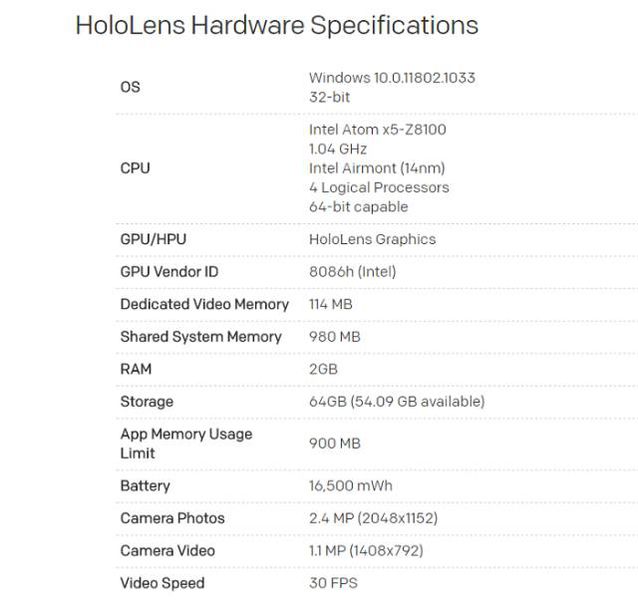 HoloLens Hardware Specifications
OS
Windows 10.0.11802.1033
32-bit
CPU
Intel Atom x5-Z8100
1.04 GHz
Intel Airmont (14nm)
4 Logical Processors
64-bit capable
GPU/HPU
HoloLens Graphics
GPU Vendor ID
8086h (Intel)
Dedicated Video Memory
114 MB
Shared System Memory
980 MB
RAM
2GB
Storage
64GB (54.09 GB available)
App Memory Usage
Limit
900 MB
Battery
16,500 mWh
Camera Photos
2.4 MP (2048x1152)
Camera Video
1.1 MP (1408x792)
Video Speed
30 FPS